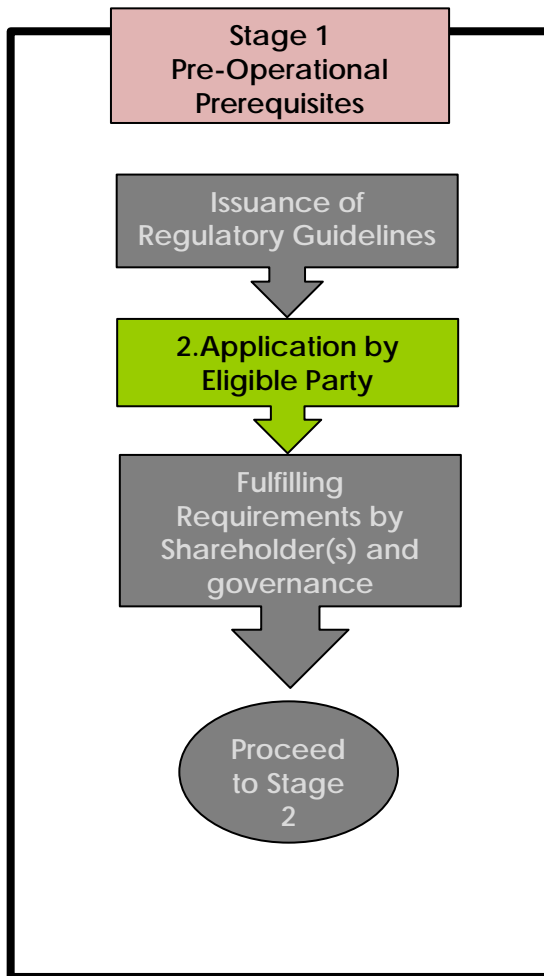 Stage 1
Pre-Operational
Prerequisites
Issuance of
Regulatory Guidelines
2.Application by
Eligible Party
Fulfilling
Requirements by
Shareholder(s) and
governance
Proceed
to Stage
2